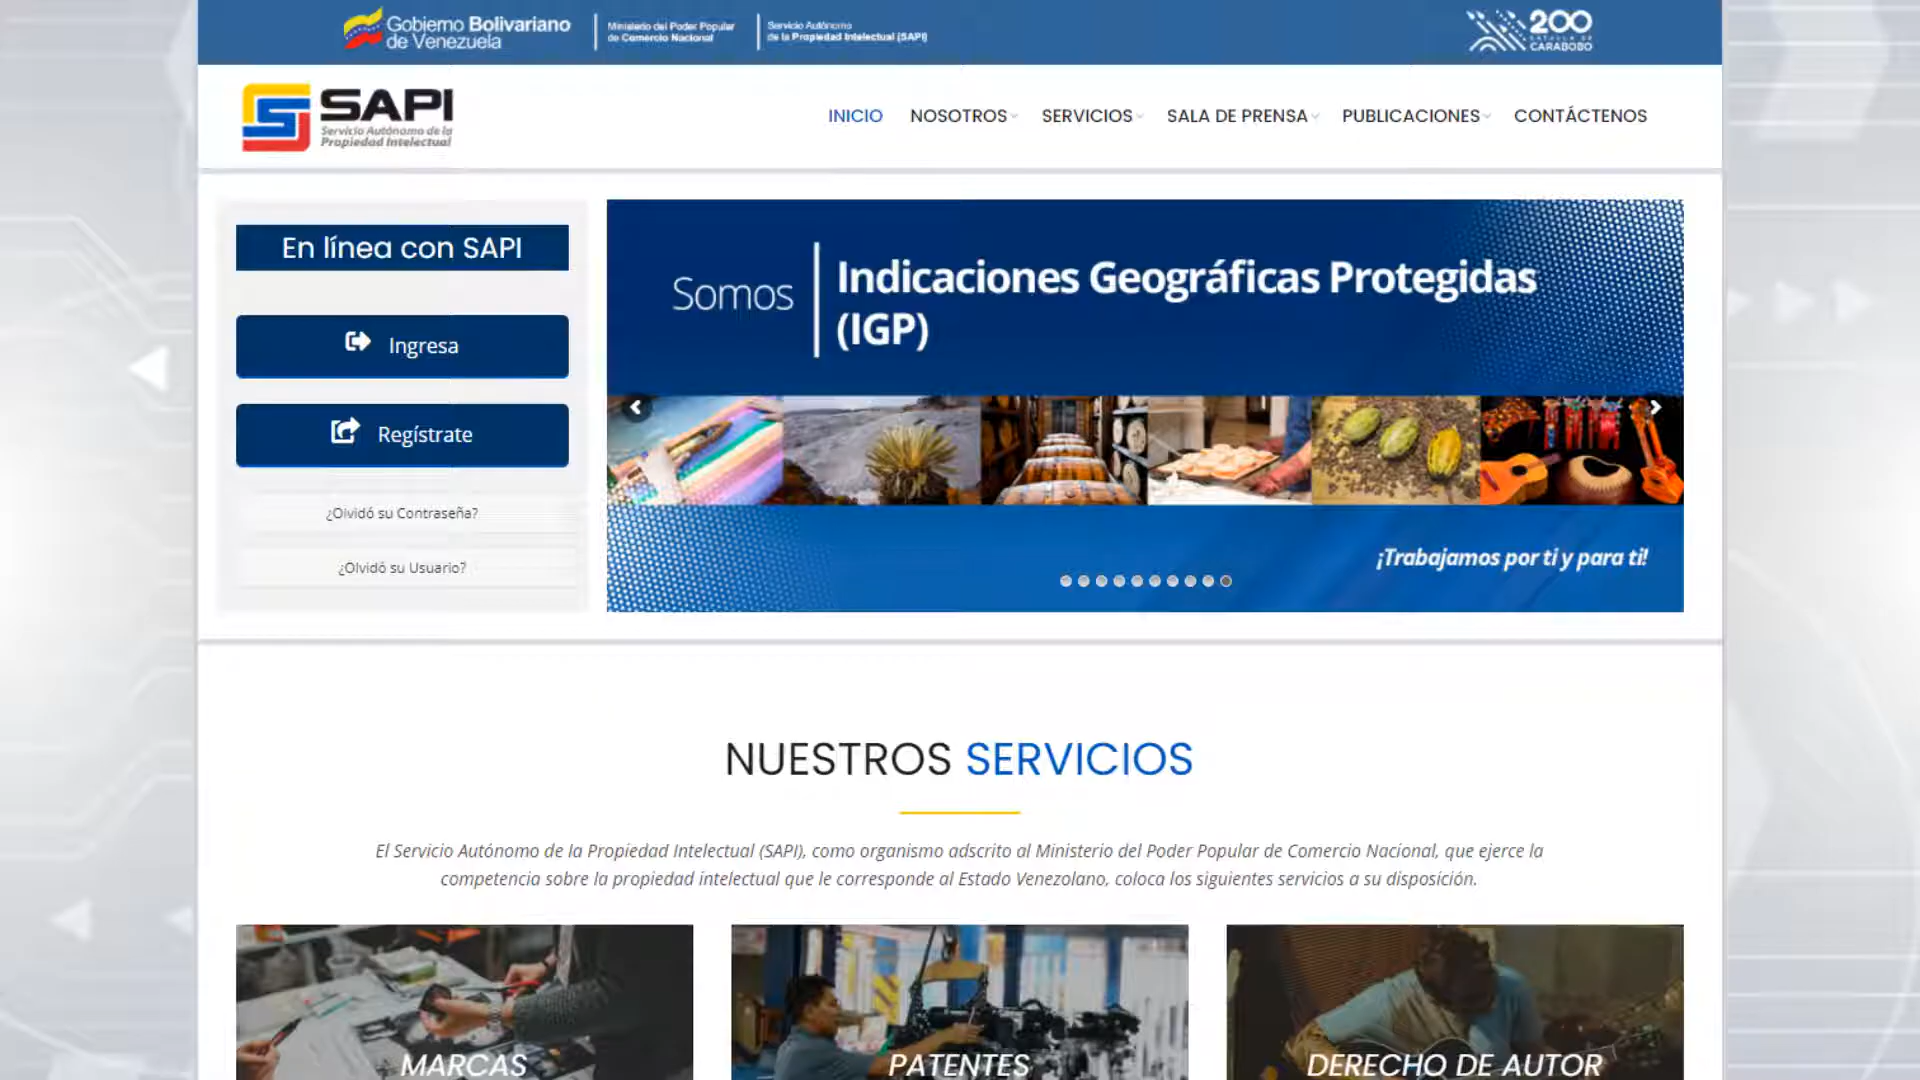 Gobierno Bolivariano
de Venezuela
Ministerio del Poder Popular
de Comercio Nacional
Servicio Autónomo
de la Propiedad Intelectual (SAPI)
200
BATALLA DE
CARABOBO
SAPI
Servicio Autónomo de la
Propiedad Intelectual
INICIO
NOSOTROS
SERVICIOS
SALA DE PRENSA
PUBLICACIONES
CONTÁCTENOS
En línea con SAPI
Ingresa
Regístrate
¿Olvidó su Contraseña?
¿Olvidó su Usuario?
Somos
Indicaciones Geográficas Protegidas
(IGP)
¡Trabajamos por ti y para ti!
NUESTROS SERVICIOS
El Servicio Autónomo de la Propiedad Intelectual (SAPI), como organismo adscrito al Ministerio del Poder Popular de Comercio Nacional, que ejerce la
competencia sobre la propiedad intelectual que le corresponde al Estado Venezolano, coloca los siguientes servicios a su disposición.
MARCAS
PATENTES
DERECHO DE AUTOR